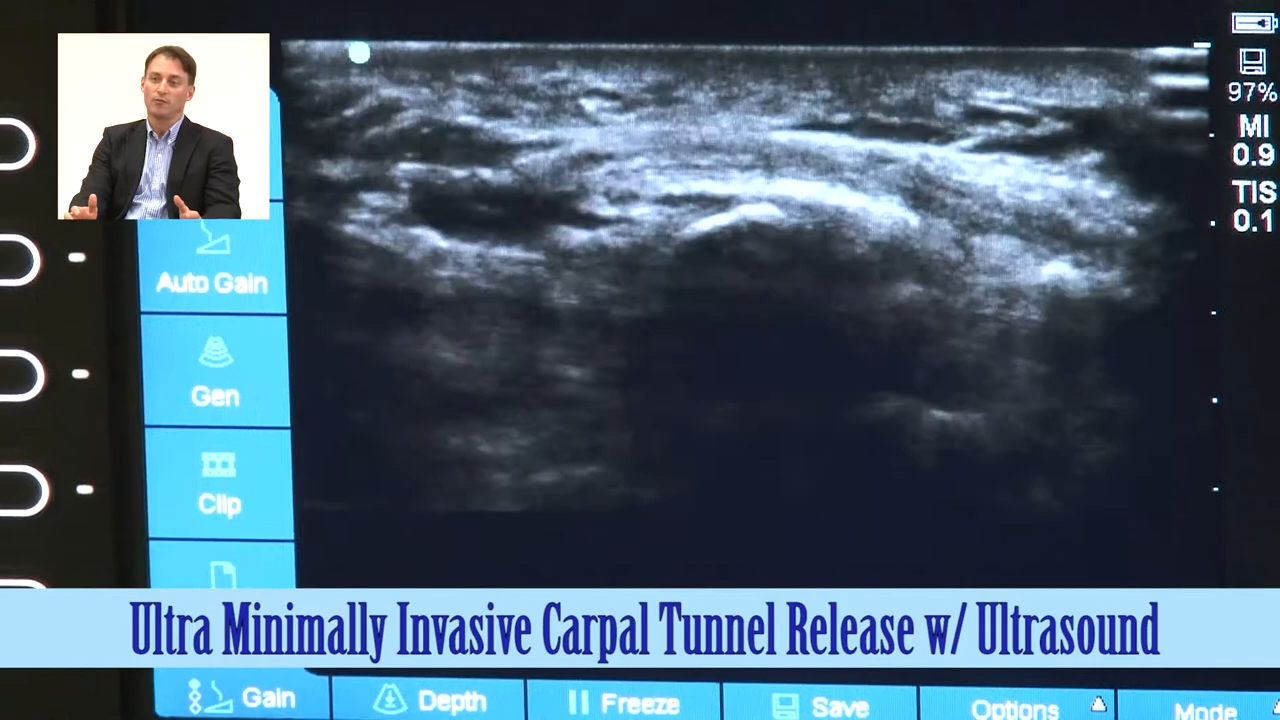 97%
MI
0.9
TIS
0.1
Auto Gain
Gen
Clip
Ultra Minimally Invasive Carpal Tunnel Release w/ Ultrasound
Gain
Depth
Freeze
Save
Options
Mode